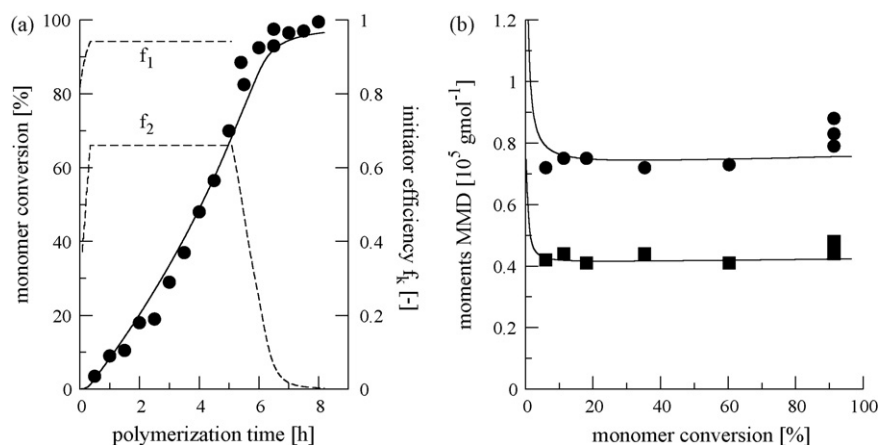 (a)
100
80
60
40
20
0
monomer conversion [%]
f1
f2
1
0.8
0.6
0.4
0.2
0
initiator efficiency fk [-]
0 2 4 6 8
polymerization time [h]
(b)
1.2
1
0.8
0.6
0.4
0.2
0
moments MMD [10^5 gmol^-1]
0 20 40 60 80 100
monomer conversion [%]